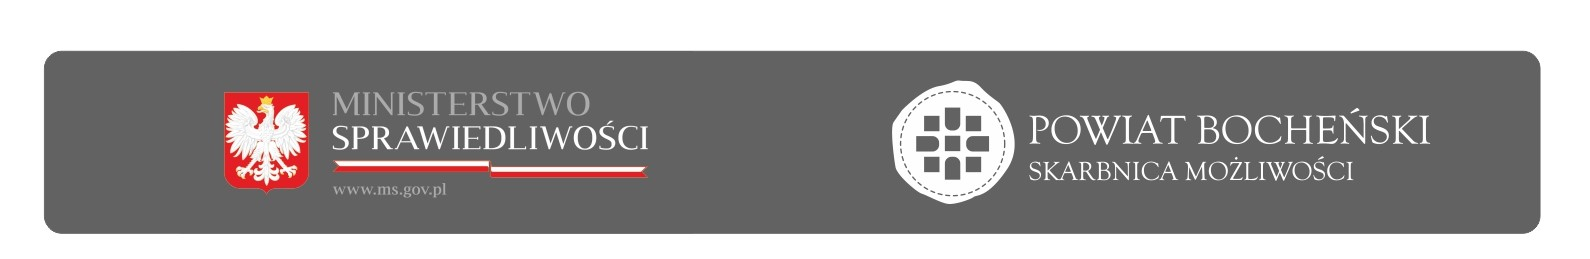 MINISTERSTWO
SPRAWIEDLIWOŚCI
www.ms.gov.pl
POWIAT BOCHEŃSKI
SKARBNICA MOŻLIWOŚCI